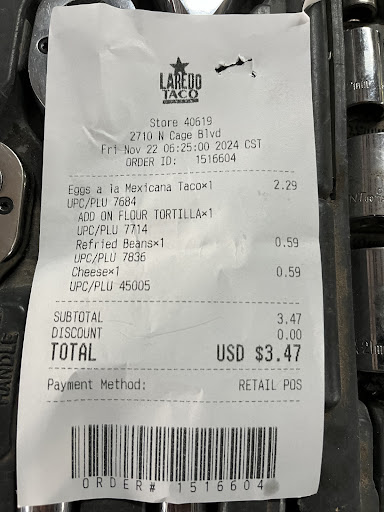 LAREDO
TACO
COMPANY
Store 40619
2710 N Cage Blvd
Fri Nov 22 06:25:00 2024 CST
ORDER ID: 1516604
Eggs a la Mexicana Taco×1 2.29
UPC/PLU 7684
ADD ON FLOUR TORTILLA×1
UPC/PLU 7714
Refried Beans×1 0.59
UPC/PLU 7836
Cheese×1 0.59
UPC/PLU 45005
SUBTOTAL 3.47
DISCOUNT 0.00
TOTAL USD $3.47
Payment Method: RETAIL POS
ORDER# 1516604
HANDLE